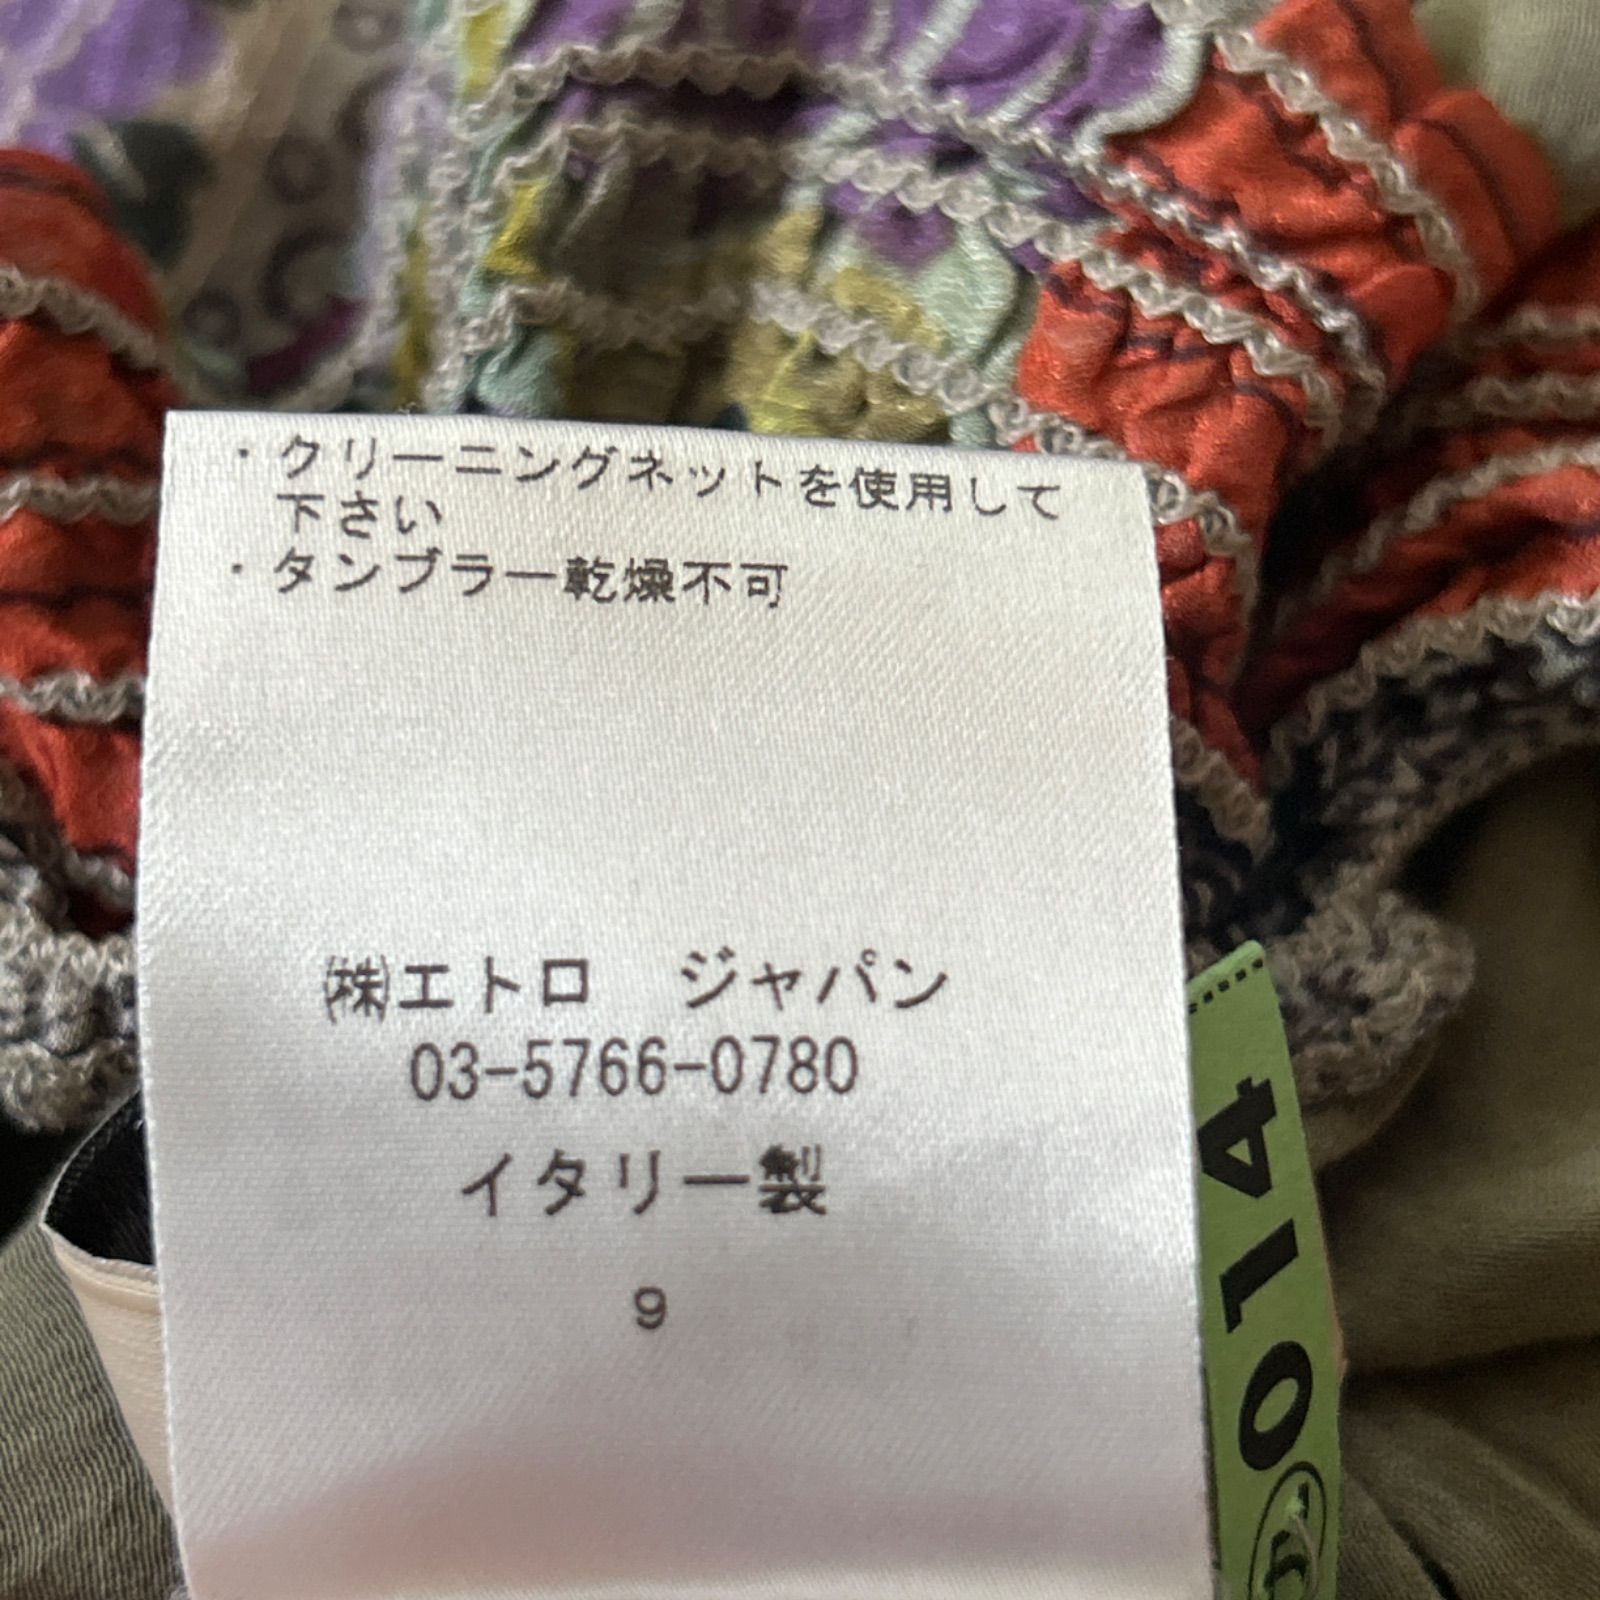 ・クリーニングネットを使用して
下さい
・タンブラー乾燥不可
㈱エトロ ジャパン
03-5766-0780
イタリー製
9
014